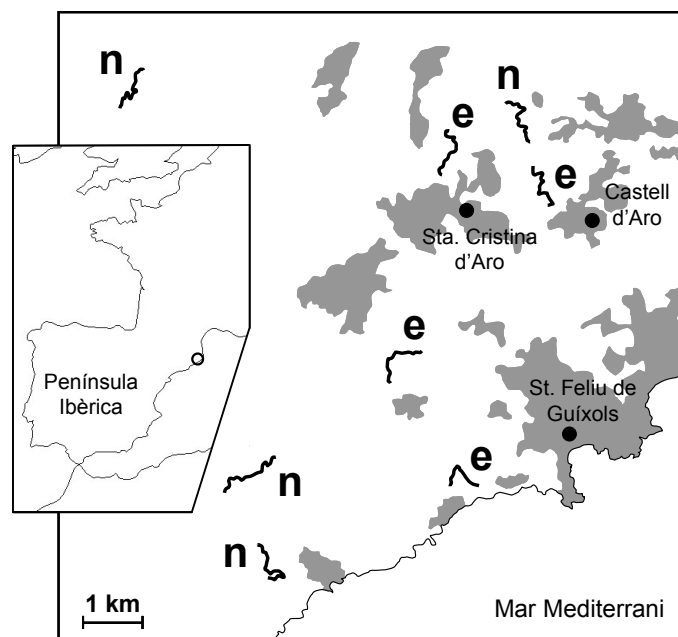 n
n
e
e
Castell
d'Aro
Sta. Cristina
d'Aro
e
Península
Ibèrica
St. Feliu de
Guíxols
e
n
n
1 km
Mar Mediterrani